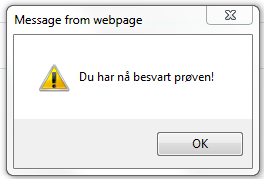 Message from webpage
Du har nå besvart prøven!
OK